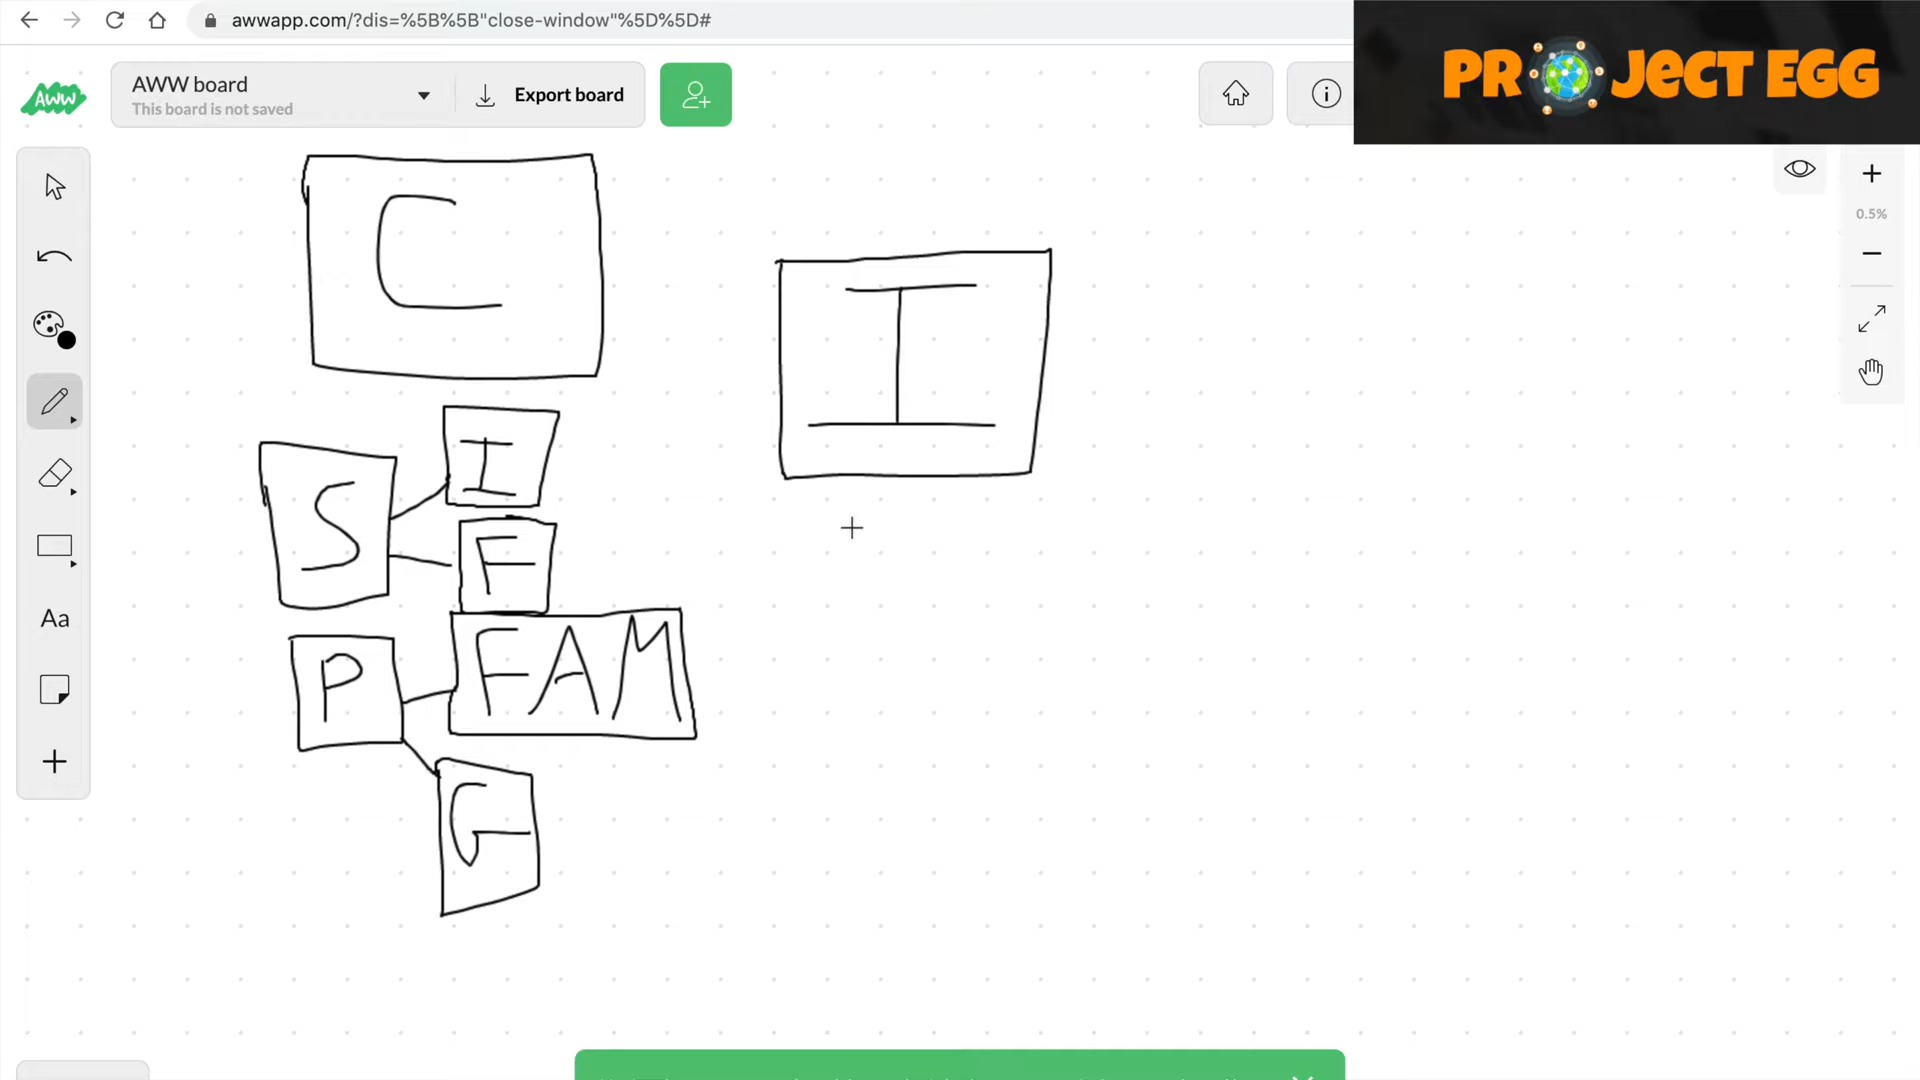 awwapp.com/?dis=%5B%5B"close-window"%5D%5D#
PROJECT EGG
AWW
AWW board
This board is not saved
Export board
0.5%
C
I
I
S
F
FAM
P
G
Aa